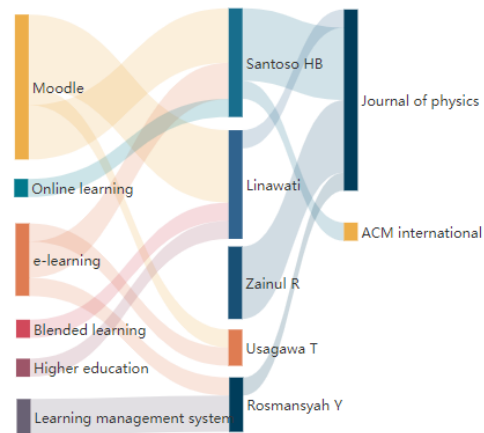 Moodle
Online learning
e-learning
Blended learning
Higher education
Learning management system
Santoso HB
Linawati
Zainul R
Usagawa T
Rosmansyah Y
Journal of physics
ACM international